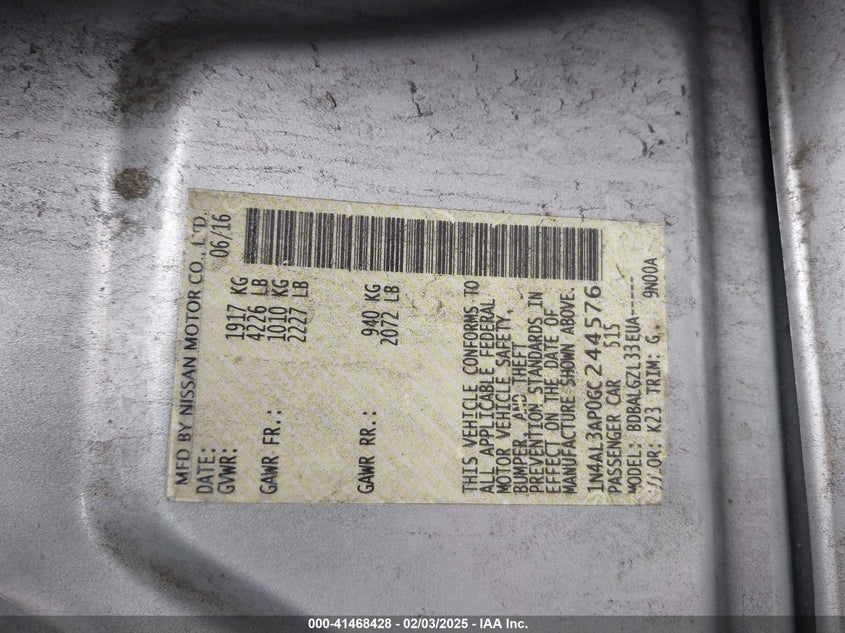 MFD BY NISSAN MOTOR CO., LTD.
DATE: 06/16
GVWR: 1917 KG
4226 LB
GAWR FR.: 1010 KG
2227 LB
GAWR RR.: 940 KG
2072 LB
THIS VEHICLE CONFORMS TO
ALL APPLICABLE FEDERAL
MOTOR VEHICLE SAFETY,
BUMPER, AND THEFT
PREVENTION STANDARDS IN
EFFECT ON THE DATE OF
MANUFACTURE SHOWN ABOVE.
1N4AL3AP0GC244576
PASSENGER CAR 515
MODEL: BDBALGZL33EUA-----
K23 TRIM: G. 9N00A
000-41468428 - 02/03/2025 - IAA Inc.